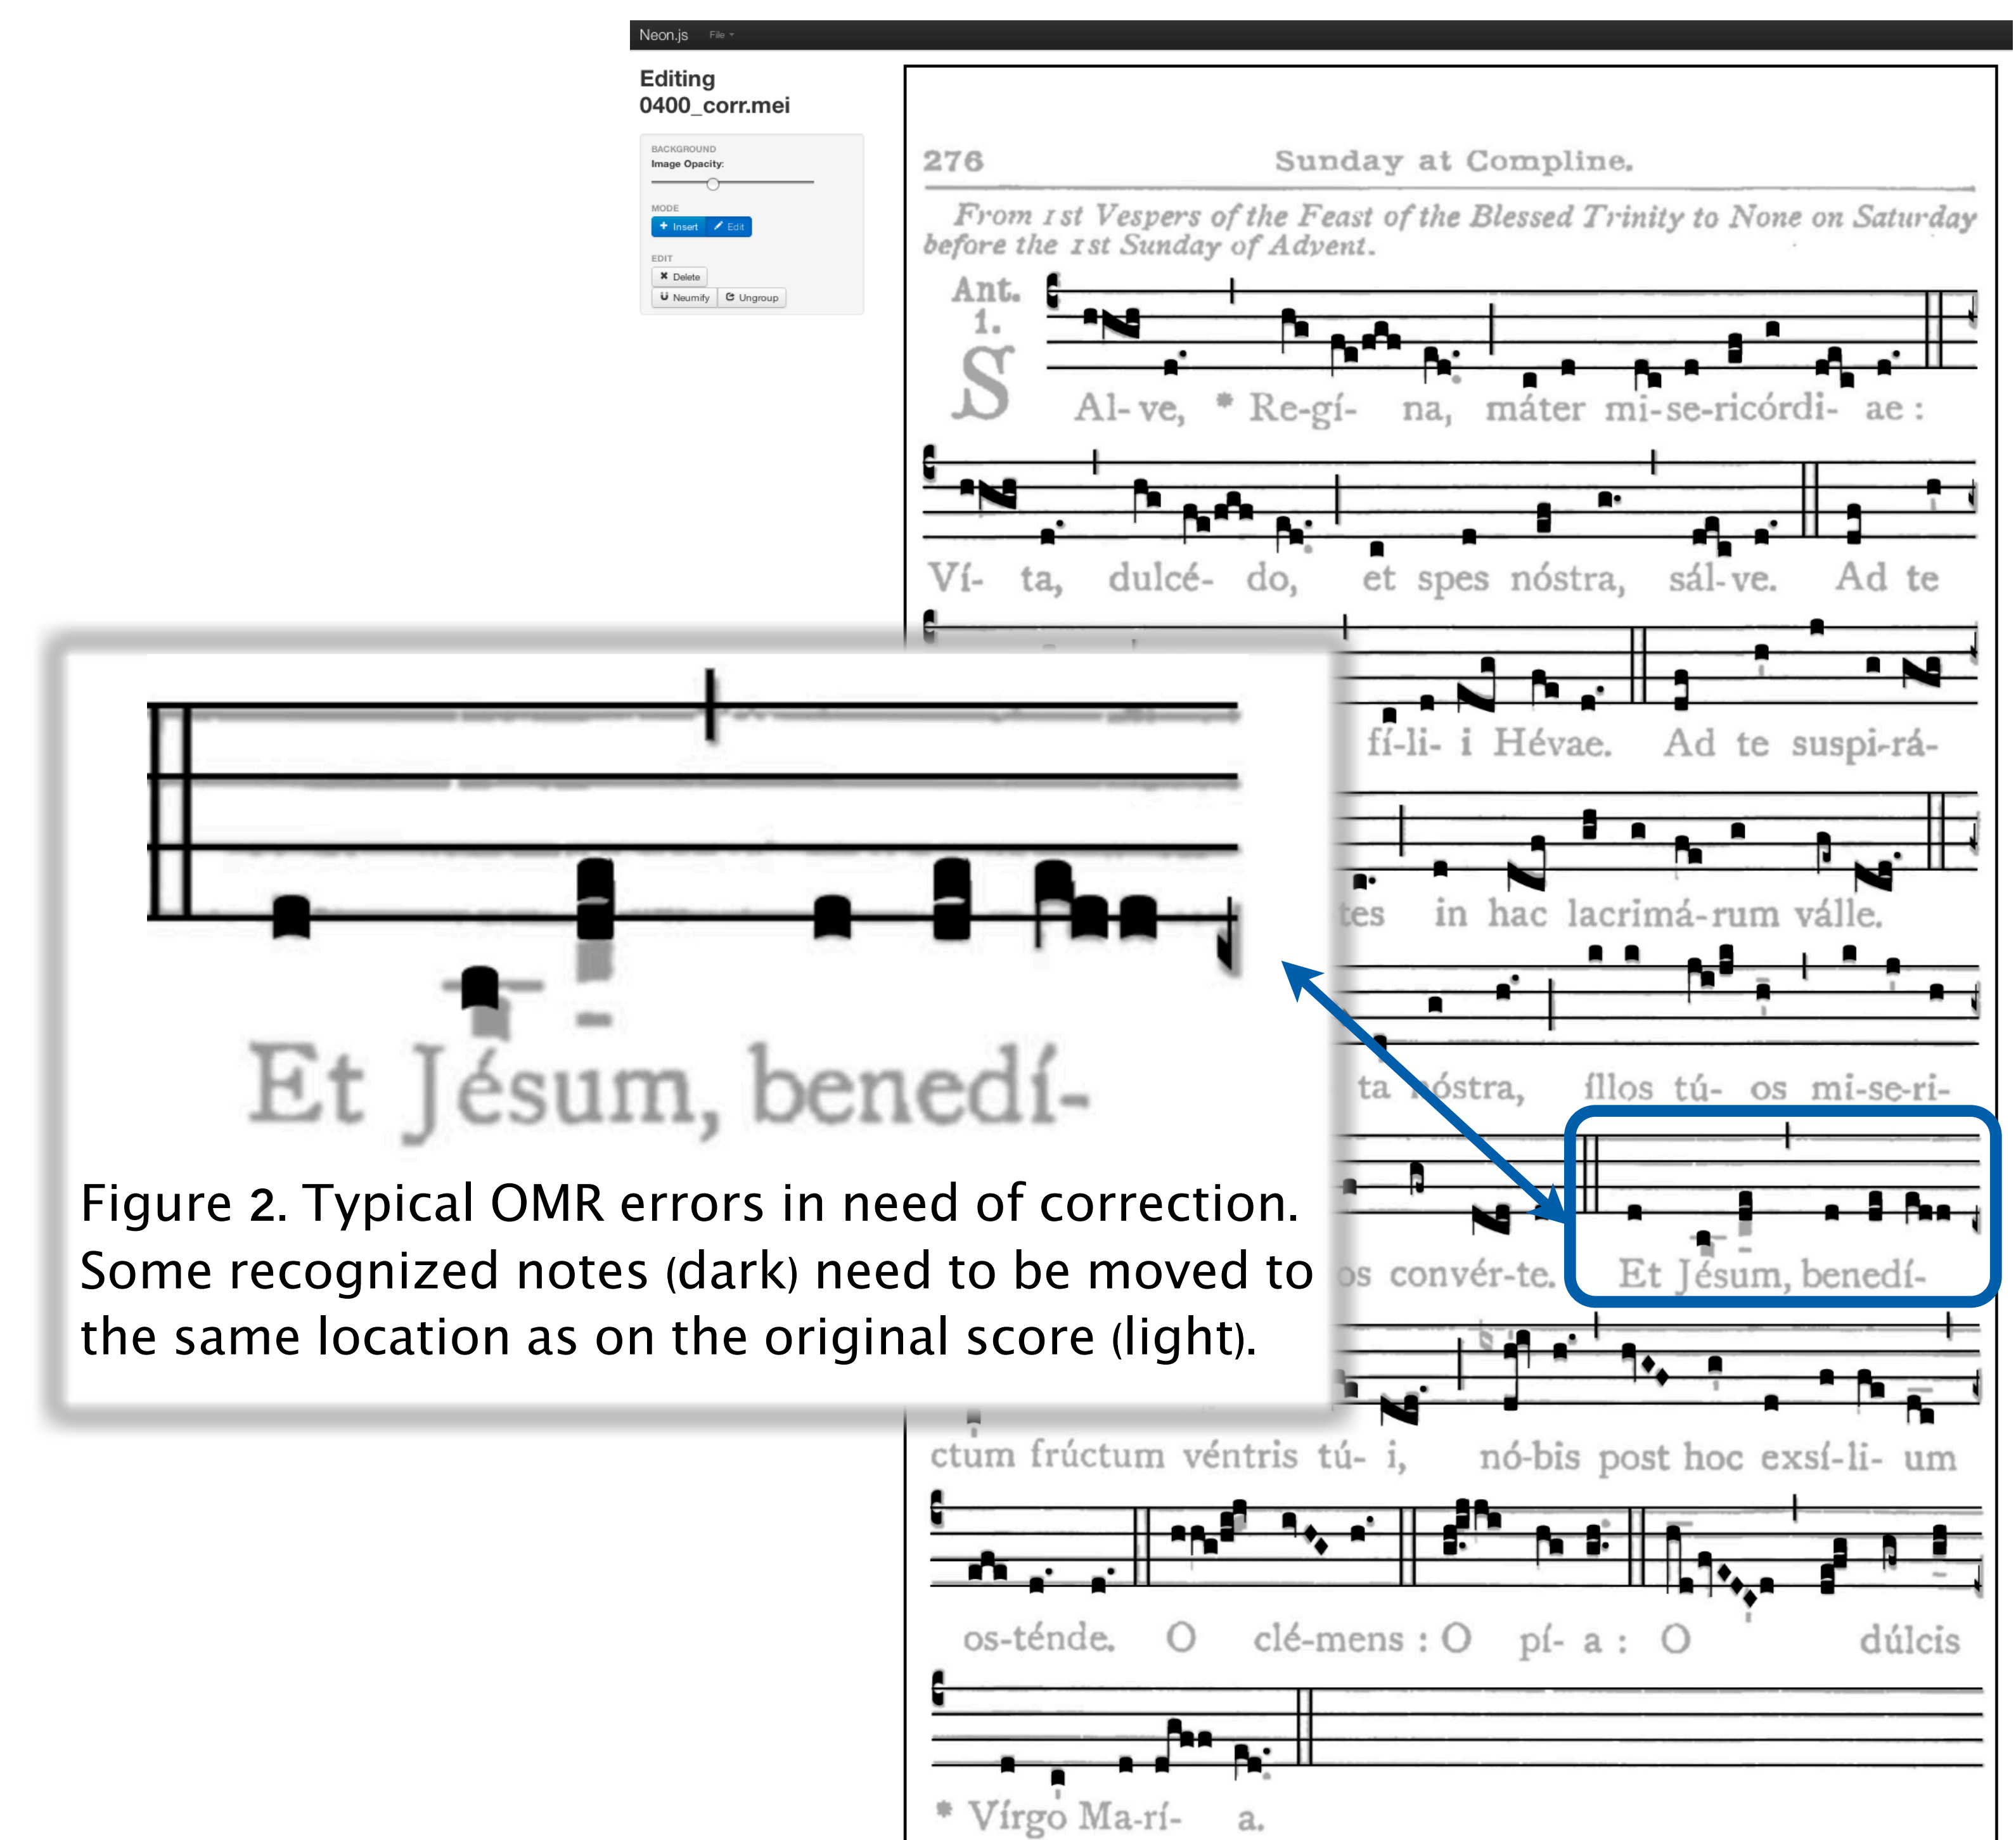 Neon.js File
Editing
0400_corr.mei
BACKGROUND
Image Opacity:
MODE
Insert Edit
EDIT
Delete
Neumify Ungroup
276 Sunday at Compline.
From 1st Vespers of the Feast of the Blessed Trinity to None on Saturday
before the 1st Sunday of Advent.
Ant.
1.
S
Al- ve, * Re-gí- na, máter mi-se-ricórdi- ae :
Ví- ta, dulcé- do, et spes nóstra, sál-ve. Ad te
fí-li- i Hévae. Ad te suspi-rá-
tes in hac lacrimá-rum válle.
ta nóstra, íllos tú- os mi-se-ri-
os convér-te. Et Jésum, benedí-
Et Jésum, benedí-
Figure 2. Typical OMR errors in need of correction.
Some recognized notes (dark) need to be moved to
the same location as on the original score (light).
ctum frúctum véntris tú- i, nó-bis post hoc exsí-li- um
os-ténde. O clé-mens : O pí- a : O dúlcis
* Vírgo Ma-rí- a.